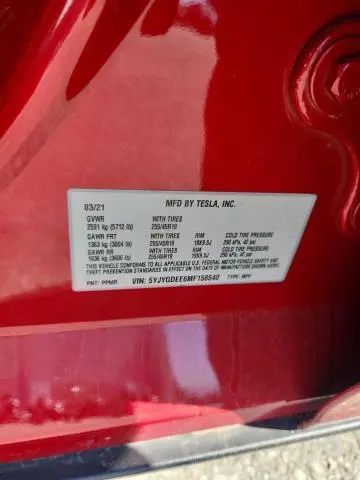 MFD BY TESLA, INC.
03/21
GVWR WITH TIRES
2591 kg (5712 lb) 255/45R19
GAWR FRT WITH TIRES RIM COLD TIRE PRESSURE
1363 kg (3004 lb) 255/45R19 19X9.5J 290 kPa, 42 psi
GAWR RR WITH TIRES RIM COLD TIRE PRESSURE
1636 kg (3606 lb) 255/45R19 19X9.5J 290 kPa, 42 psi
THIS VEHICLE CONFORMS TO ALL APPLICABLE U.S. FEDERAL MOTOR VEHICLE SAFETY AND
THEFT PREVENTION STANDARDS IN EFFECT ON THE DATE OF MANUFACTURE SHOWN ABOVE.
PNT: PPMR VIN: 5YJYGDEE6MF158540 TYPE: MPV